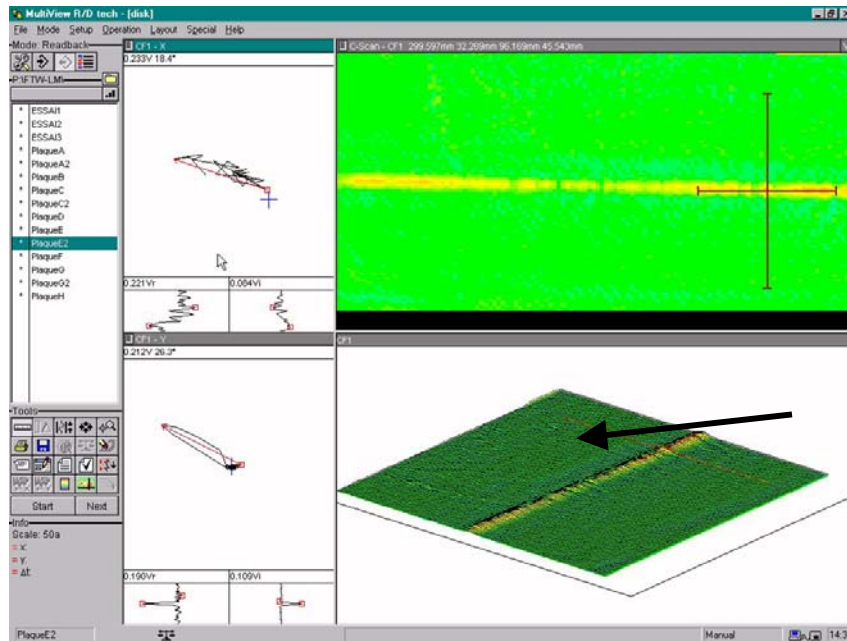 MultiView R/D tech - [disk]
File Mode Setup Operation Layout Special Help
Mode: Readback
P:\FTW-LM\
ESSAI1
ESSAI2
ESSAI3
PlaqueA
PlaqueA2
PlaqueB
PlaqueC
PlaqueC2
PlaqueD
PlaqueE
PlaqueE2
PlaqueF
PlaqueG
PlaqueG2
PlaqueH
Tools
Start Next
Info
Scale: 50a
= x
= y
= Δt
CF1 - X
0.233V 18.4°
0.221Vr 0.084Vi
CF1 - Y
0.212V 26.3°
0.190Vr 0.109Vi
C-Scan - CF1 299.597mm 32.269mm 96.169mm 45.543mm
CF1
PlaqueE2 Manual